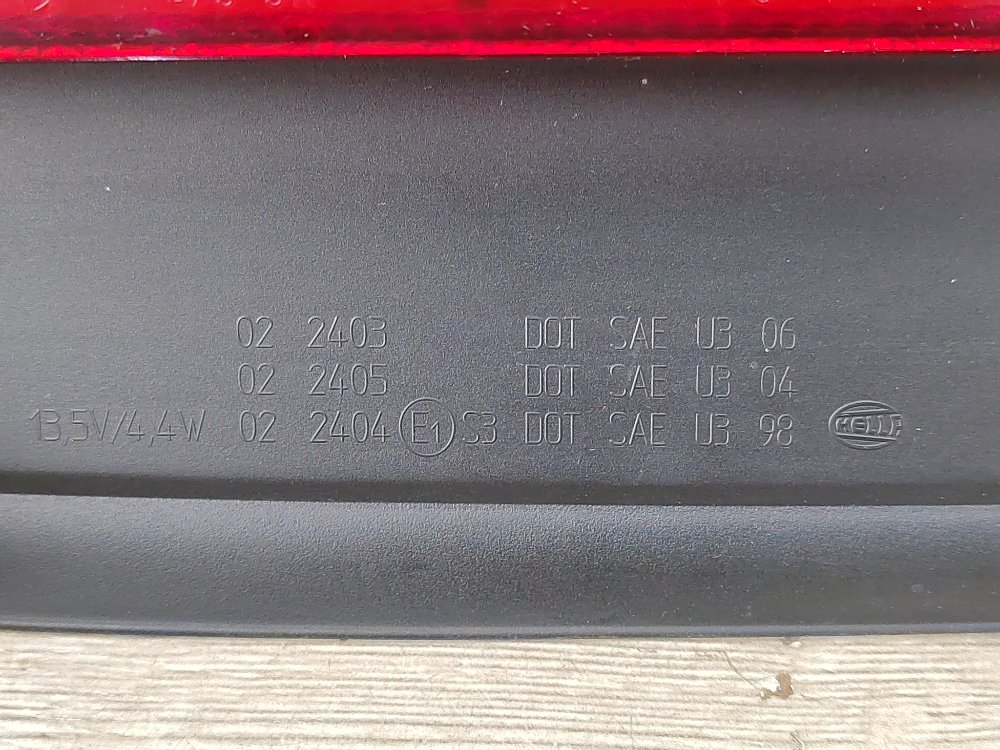 02 2403 DOT SAE U3 06
02 2405 DOT SAE U3 04
13,5V/4,4W 02 2404 E1 S3 DOT SAE U3 98 HELLA